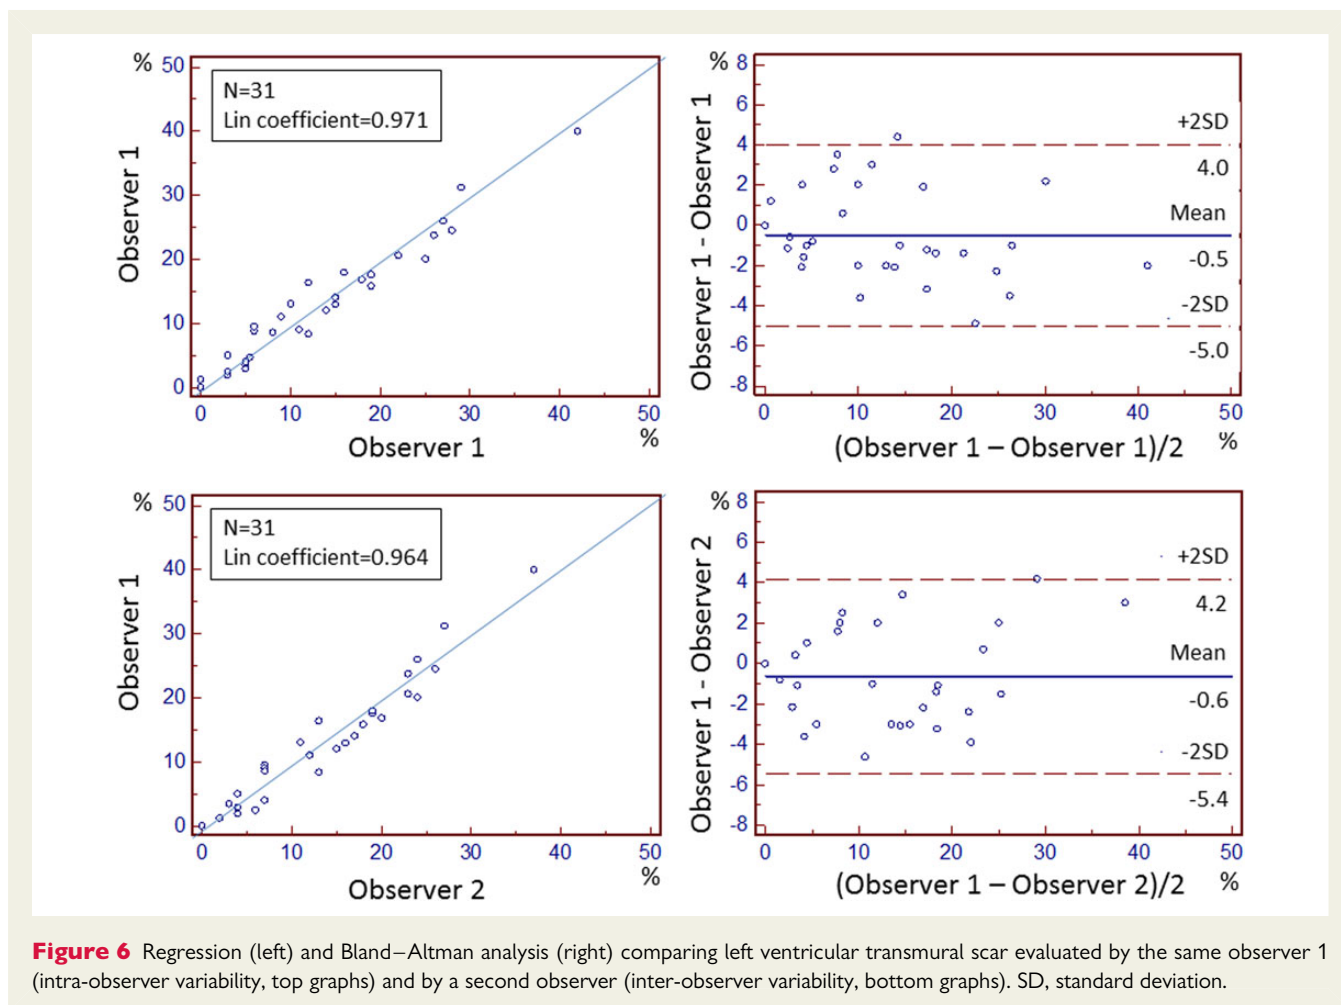 % 50
40
30
20
10
0
Observer 1
N=31
Lin coefficient=0.971
0 10 20 30 40 50
Observer 1 %
% 8
6
4
2
0
-2
-4
-6
-8
Observer 1 - Observer 1
+2SD
4.0
Mean
-0.5
-2SD
-5.0
0 10 20 30 40 50
(Observer 1 – Observer 1)/2 %
% 50
40
30
20
10
0
Observer 1
N=31
Lin coefficient=0.964
0 10 20 30 40 50
Observer 2 %
% 8
6
4
2
0
-2
-4
-6
-8
Observer 1 - Observer 2
+2SD
4.2
Mean
-0.6
-2SD
-5.4
0 10 20 30 40 50
(Observer 1 – Observer 2)/2 %
Figure 6 Regression (left) and Bland–Altman analysis (right) comparing left ventricular transmural scar evaluated by the same observer 1
(intra-observer variability, top graphs) and by a second observer (inter-observer variability, bottom graphs). SD, standard deviation.